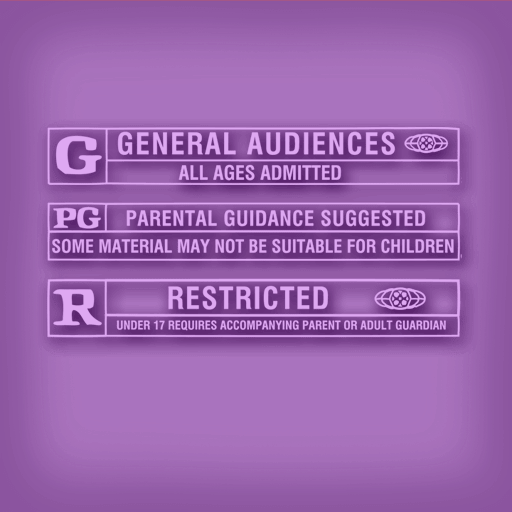 G GENERAL AUDIENCES
ALL AGES ADMITTED
PG PARENTAL GUIDANCE SUGGESTED
SOME MATERIAL MAY NOT BE SUITABLE FOR CHILDREN
R RESTRICTED
UNDER 17 REQUIRES ACCOMPANYING PARENT OR ADULT GUARDIAN